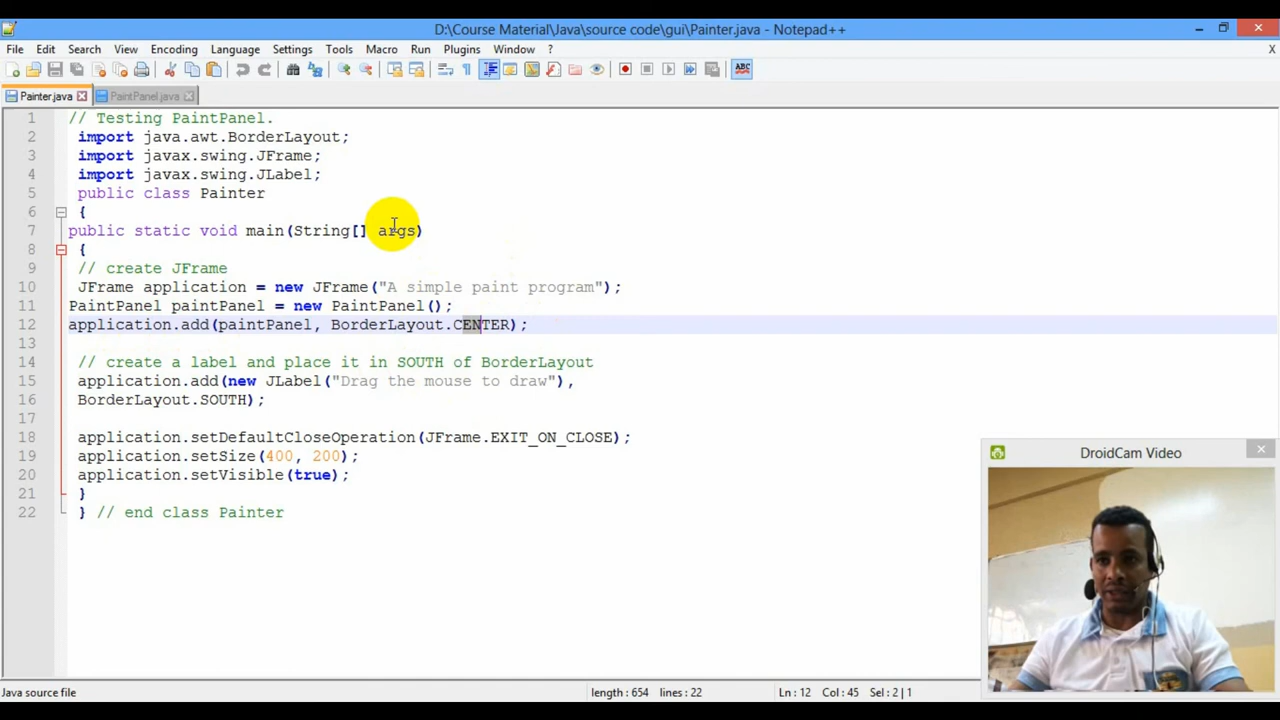 D:\Course Material\Java\source code\gui\Painter.java - Notepad++
File Edit Search View Encoding Language Settings Tools Macro Run Plugins Window ? X
ABC
Painter.java PaintPanel.java
1 // Testing PaintPanel.
2 import java.awt.BorderLayout;
3 import javax.swing.JFrame;
4 import javax.swing.JLabel;
5 public class Painter
6 {
7 public static void main(String[] args)
8 {
9 // create JFrame
10 JFrame application = new JFrame("A simple paint program");
11 PaintPanel paintPanel = new PaintPanel();
12 application.add(paintPanel, BorderLayout.CENTER);
13
14 // create a label and place it in SOUTH of BorderLayout
15 application.add(new JLabel("Drag the mouse to draw"),
16 BorderLayout.SOUTH);
17
18 application.setDefaultCloseOperation(JFrame.EXIT_ON_CLOSE);
19 application.setSize(400, 200);
20 application.setVisible(true);
21 }
22 } // end class Painter
DroidCam Video
Java source file length : 654 lines : 22 Ln : 12 Col : 45 Sel : 2 | 1